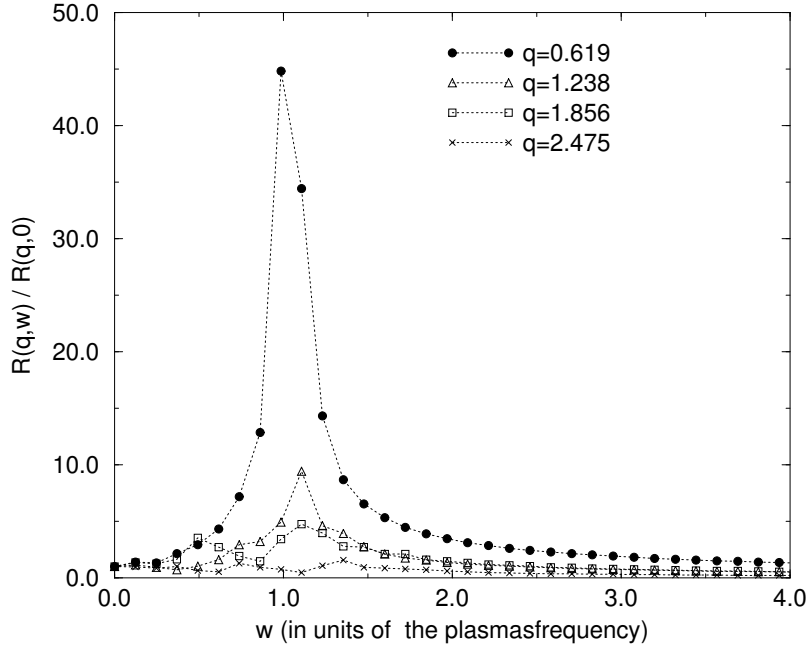 50.0
40.0
30.0
20.0
10.0
0.0
R(q,w) / R(q,0)
q=0.619
q=1.238
q=1.856
q=2.475
0.0 1.0 2.0 3.0 4.0
w (in units of  the plasmasfrequency)